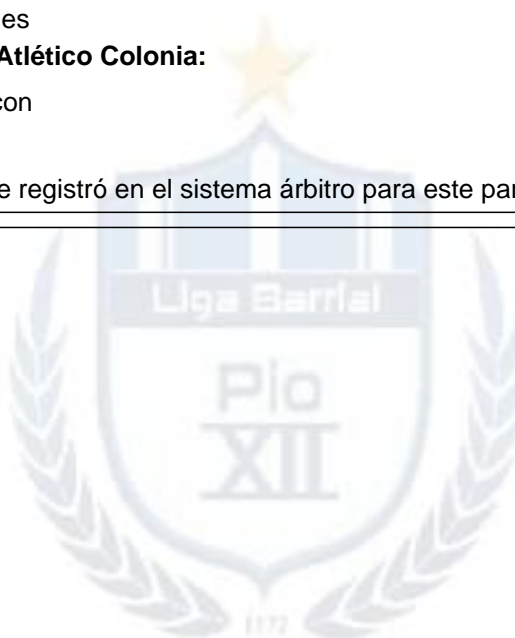 es
Atlético Colonia:
con
e registró en el sistema árbitro para este par
Liga Barrial
Pio
XII